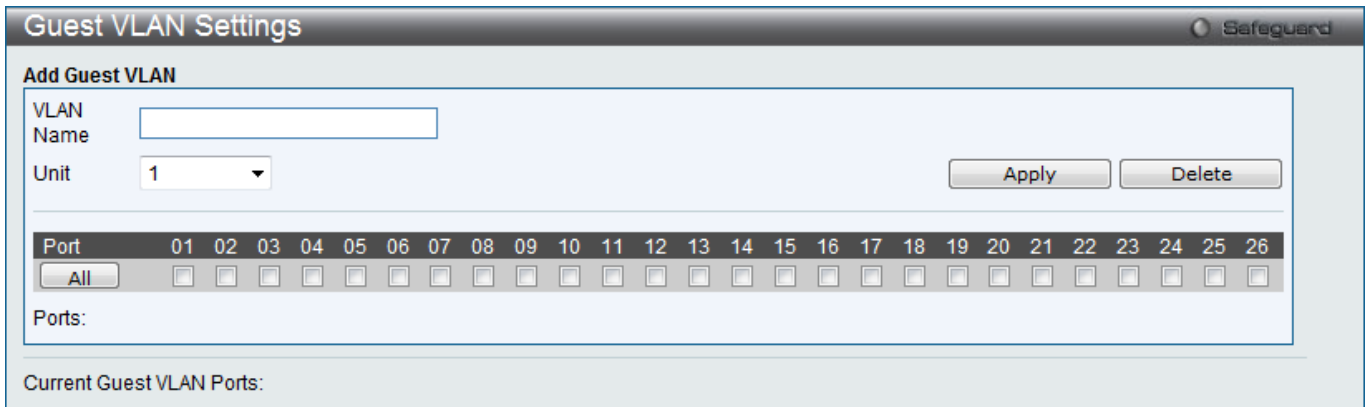 Guest VLAN Settings
Safeguard
Add Guest VLAN
VLAN
Name
Unit
1
Apply
Delete
Port 01 02 03 04 05 06 07 08 09 10 11 12 13 14 15 16 17 18 19 20 21 22 23 24 25 26
All
Ports:
Current Guest VLAN Ports: